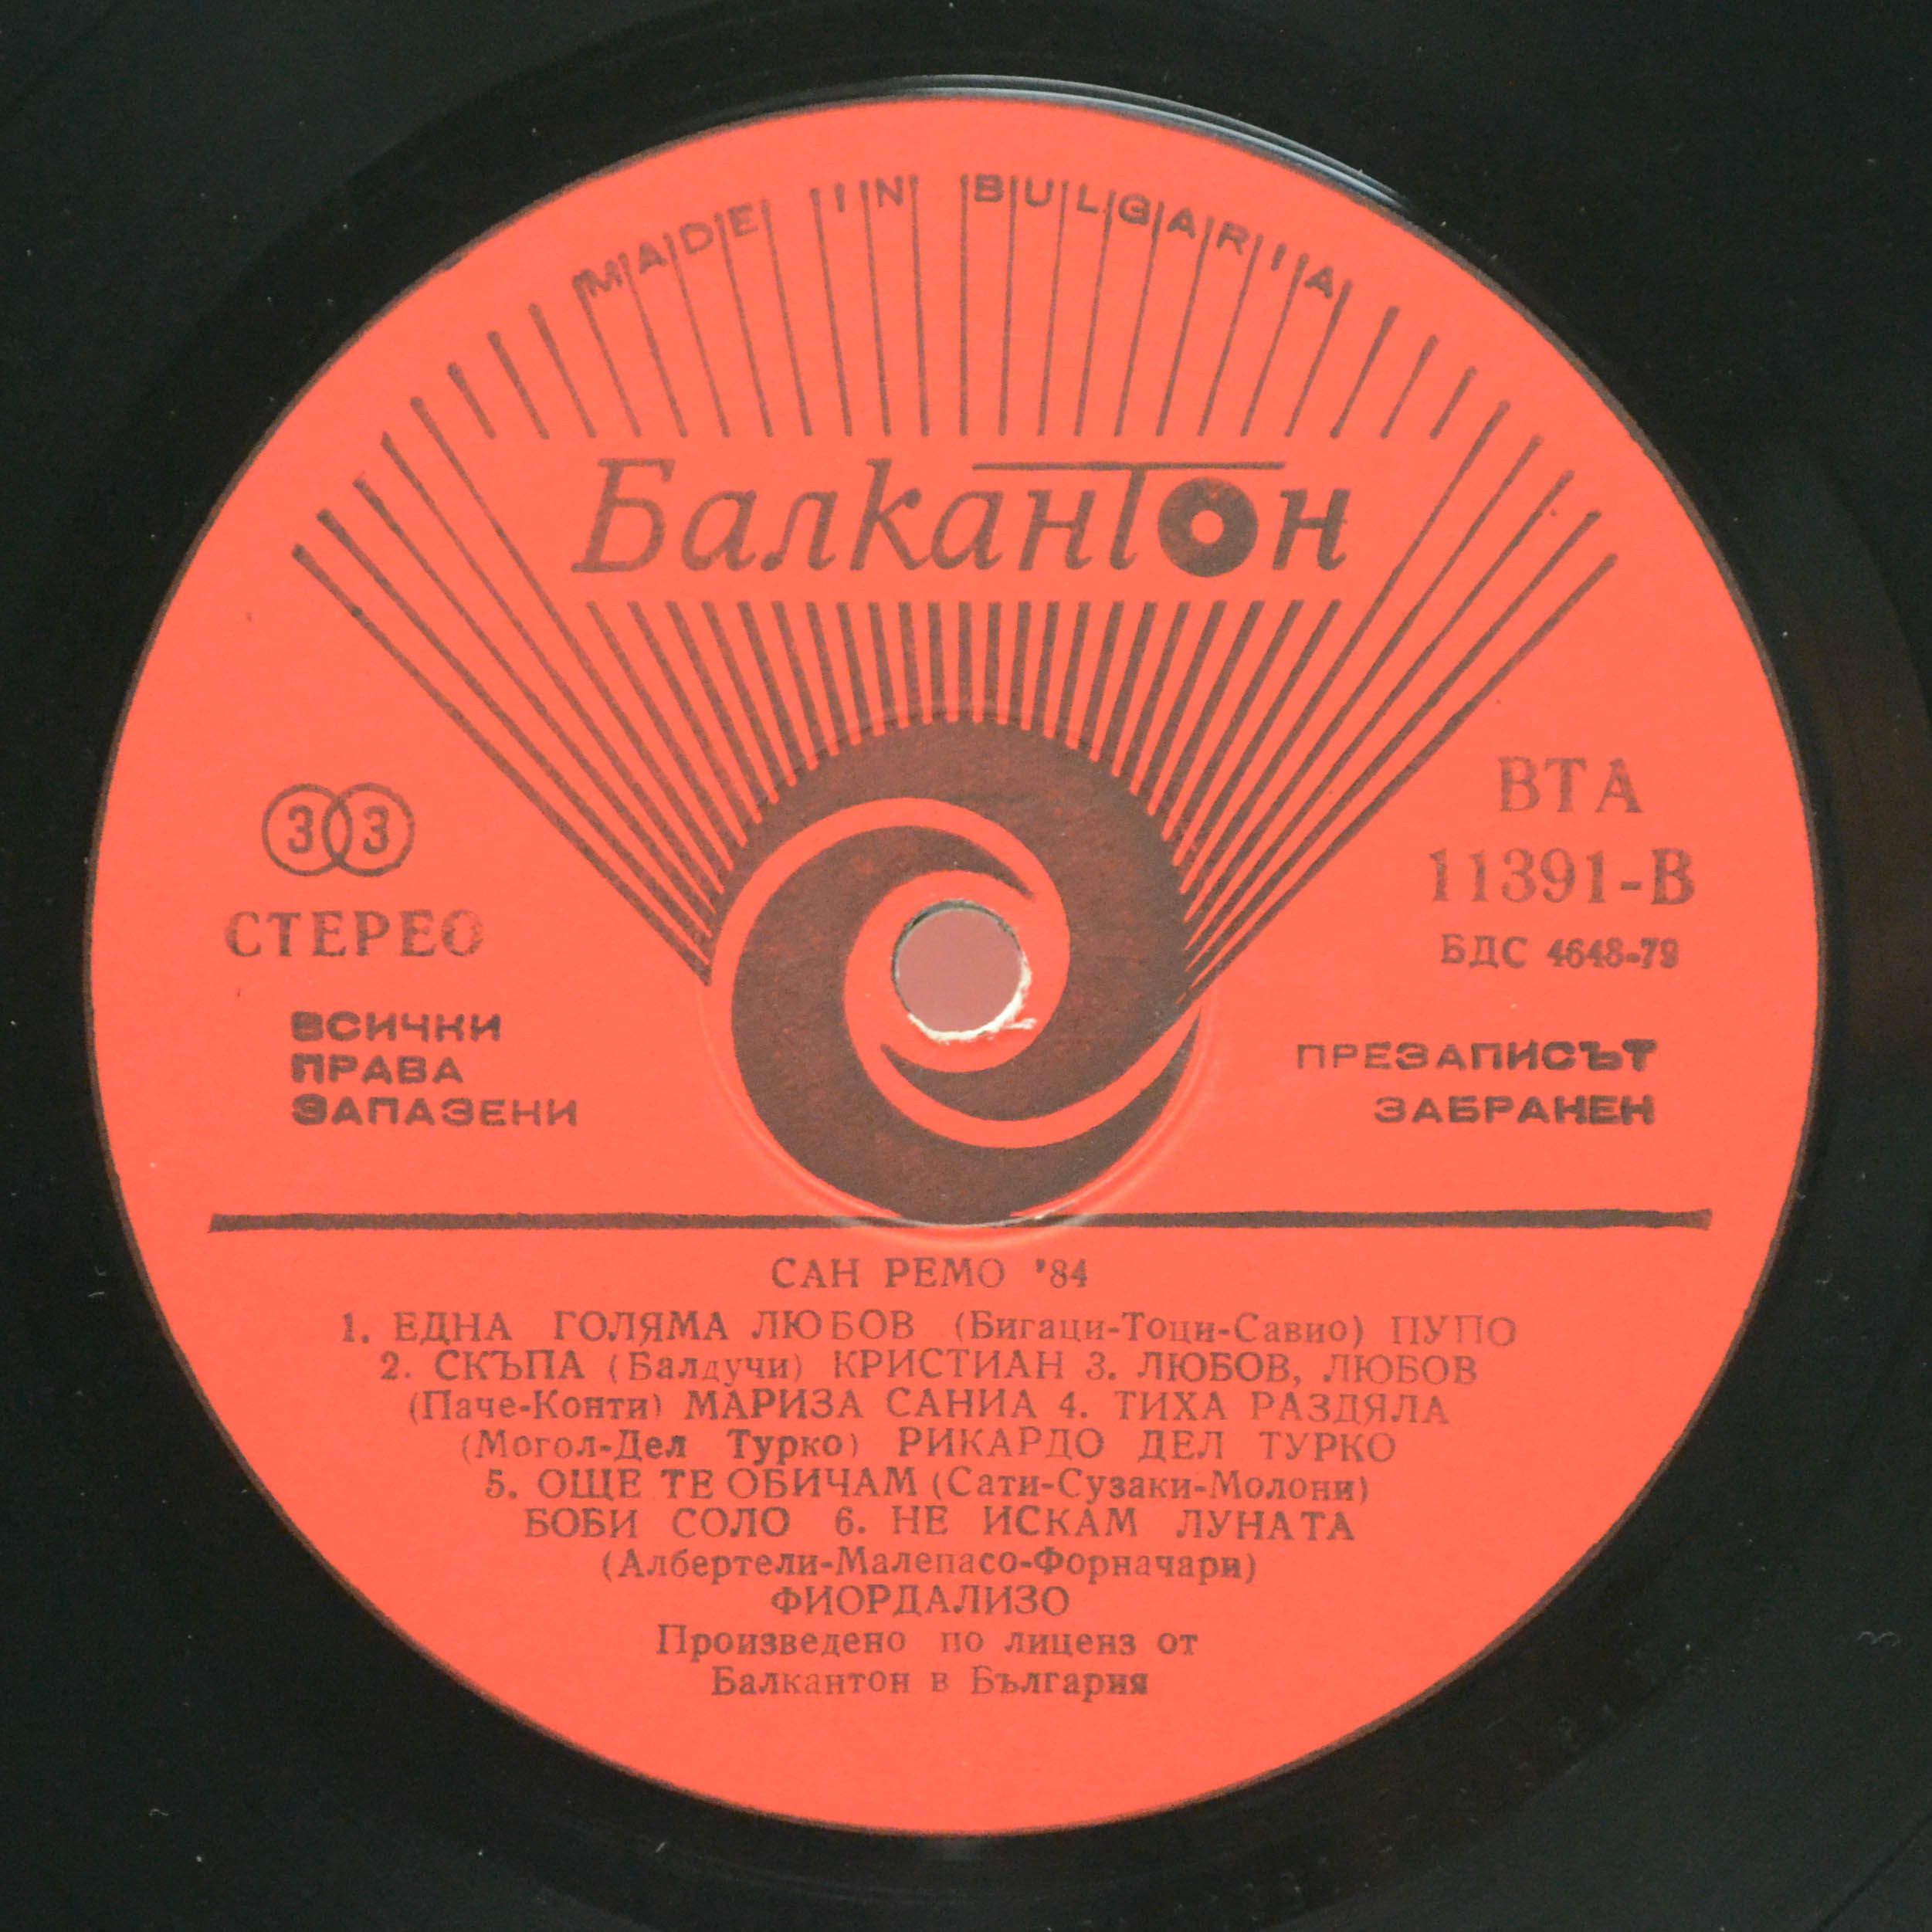 MADE IN BULGARIA
Балкантон
33
СТЕРЕО
ВСИЧКИ
ПРАВА
ЗАПАЗЕНИ
ВТА
11391-В
БДС 4648-79
ПРЕЗАПИСЪТ
ЗАБРАНЕН
САН РЕМО '84
1. ЕДНА ГОЛЯМА ЛЮБОВ (Бигаци-Тоци-Савио) ПУПО
2. СКЪПА (Балдучи) КРИСТИАН 3. ЛЮБОВ, ЛЮБОВ
(Паче-Конти) МАРИЗА САНИА 4. ТИХА РАЗДЯЛА
(Могол-Дел Турко) РИКАРДО ДЕЛ ТУРКО
5. ОЩЕ ТЕ ОБИЧАМ (Сати-Сузаки-Молони)
БОБИ СОЛО 6. НЕ ИСКАМ ЛУНАТА
(Албертели-Малепасо-Форначари)
ФИОРДАЛИЗО
Произведено по лиценз от
Балкантон в България